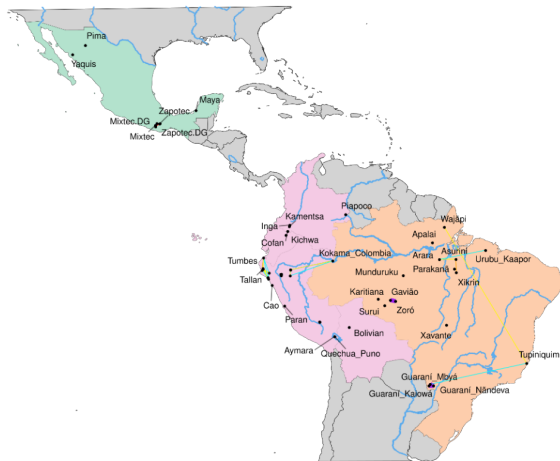 Pima
Yaquis
Maya
Zapotec
Mixtec.DG
Mixtec
Zapotec.DG
Piapoco
Kamentsa
Inga
Wajãpi
Cofan
Kichwa
Apalai
Kokama_Colombia
Arara
Asurini
Urubu_Kaapor
Tumbes
Parakanã
Munduruku
Tallan
Xikrin
Karitiana
Gavião
Cao
Surui
Zoró
Paran
Bolivian
Xavante
Aymara
Quechua_Puno
Tupiniquim
Guaraní_Mbyá
Guaraní_Kaiowá
Guaraní_Nãndeva